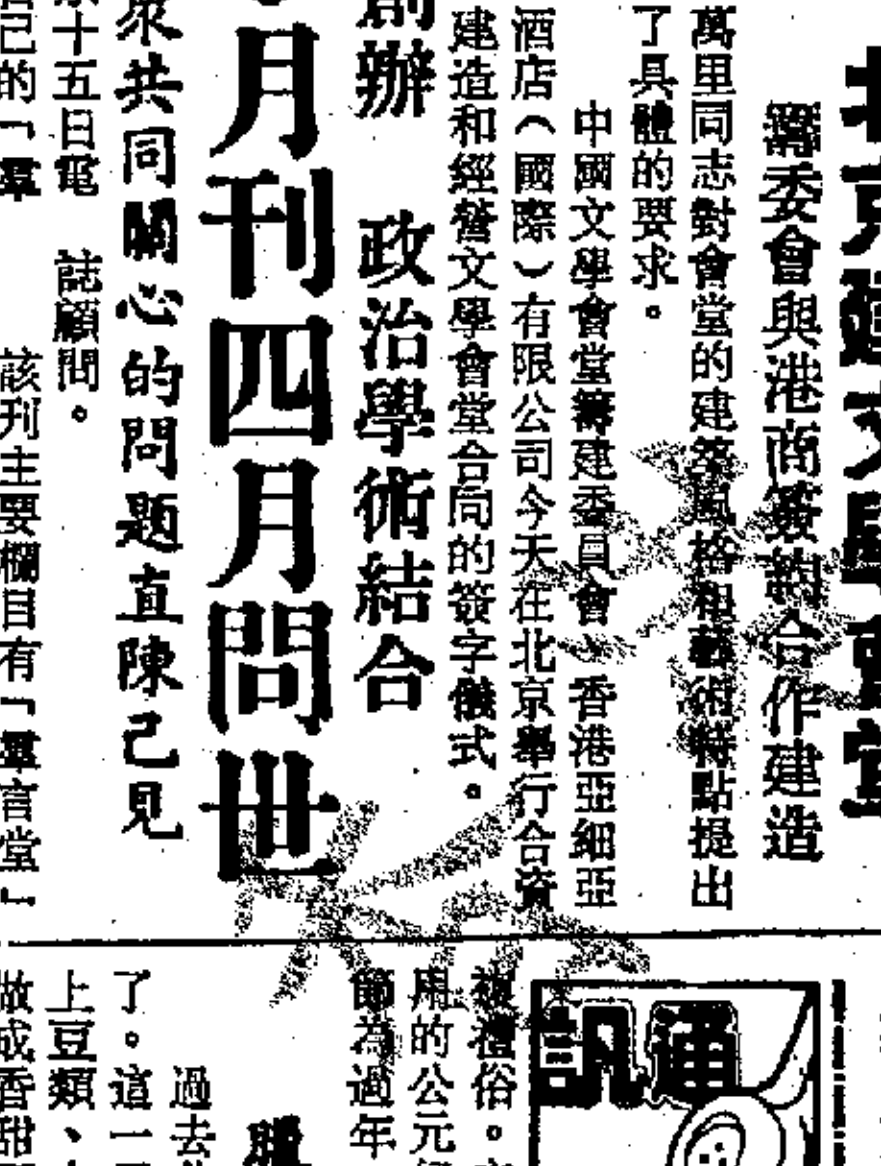 籌委會與港商簽約合作建造
萬里同志對會堂的建築風格和藝術特點提出
了具體的要求。
中國文學會堂籌建委員會、香港亞細亞
酒店（國際）有限公司今天在北京舉行合資
建造和經營文學會堂合同的簽字儀式。
創辦 政治學術結合
月刊四月問世
眾共同關心的問題直陳己見
十五日電 誌顧問。
己的「羣 該刊主要欄目有「羣言堂」
通訊
複禮俗。
用的公元
節為過年
過去
了。這一
上豆類、
做成香甜